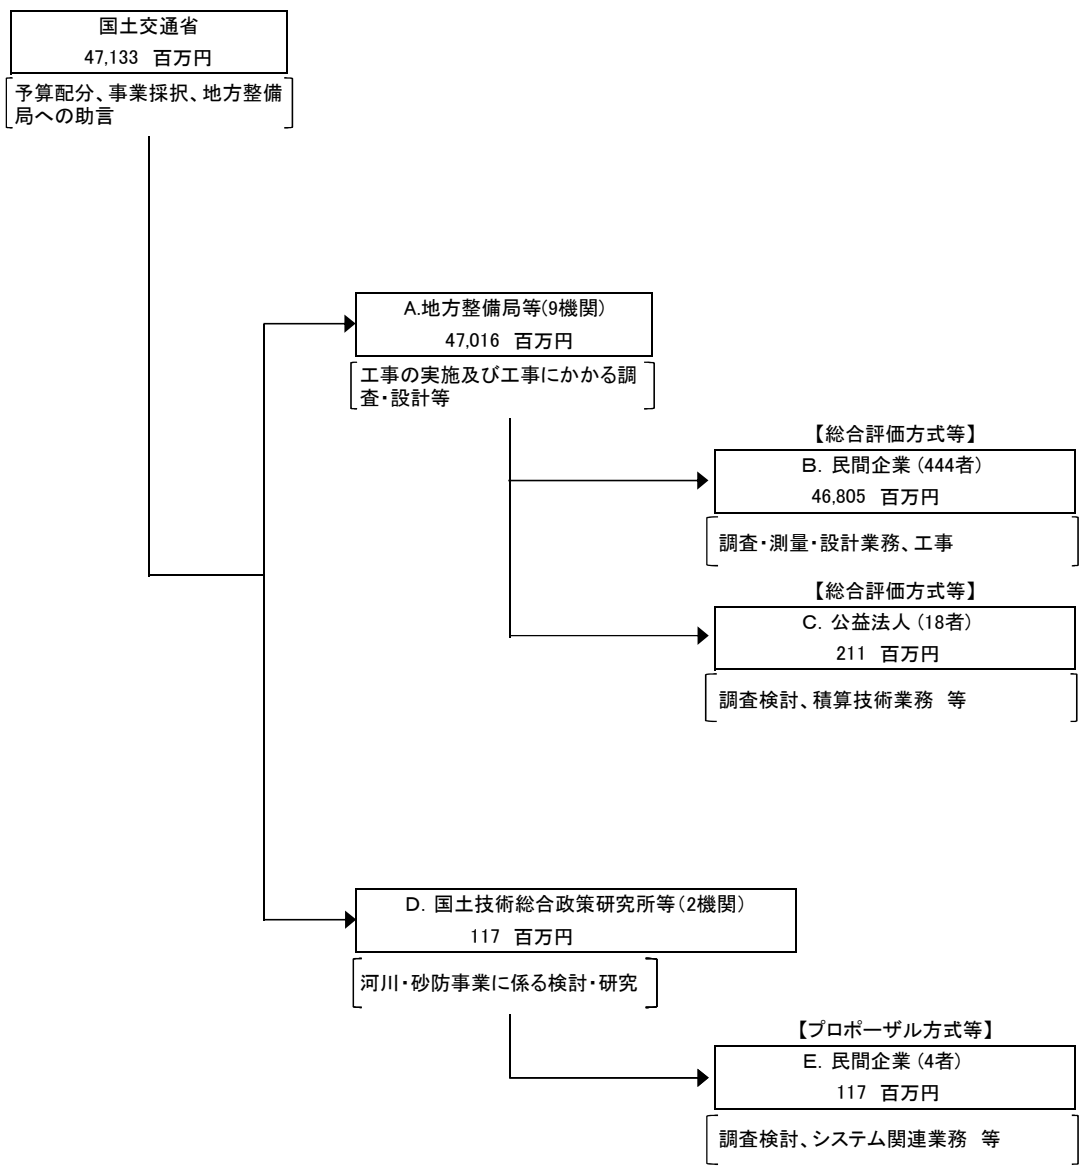 国土交通省
47,133 百万円
予算配分、事業採択、地方整備
局への助言
A.地方整備局等(9機関)
47,016 百万円
工事の実施及び工事にかかる調
査・設計等
【総合評価方式等】
B. 民間企業 (444者)
46,805 百万円
調査・測量・設計業務、工事
【総合評価方式等】
C. 公益法人 (18者)
211 百万円
調査検討、積算技術業務 等
D. 国土技術総合政策研究所等(2機関)
117 百万円
河川・砂防事業に係る検討・研究
【プロポーザル方式等】
E. 民間企業 (4者)
117 百万円
調査検討、システム関連業務 等